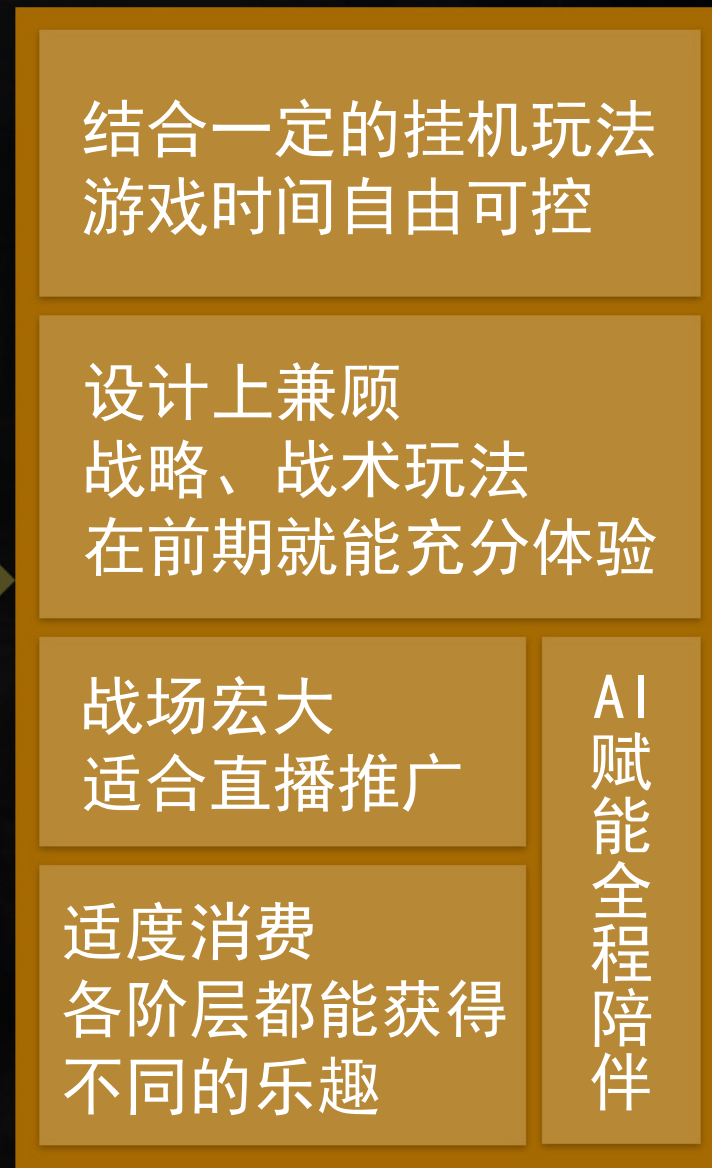 结合一定的挂机玩法
游戏时间自由可控
设计上兼顾
战略、战术玩法
在前期就能充分体验
战场宏大
适合直播推广
适度消费
各阶层都能获得
不同的乐趣
AI赋能全程陪伴